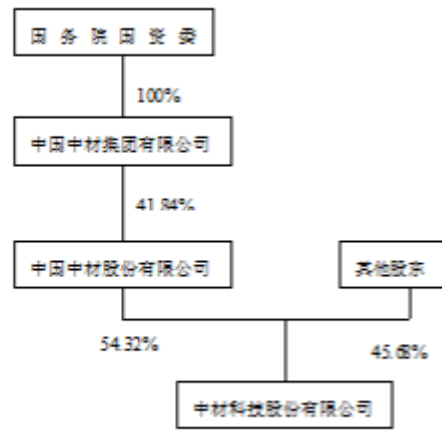 国务院国资委
100%
中国中材集团有限公司
41.84%
中国中材股份有限公司
其他股东
54.32%
45.68%
中材科技股份有限公司